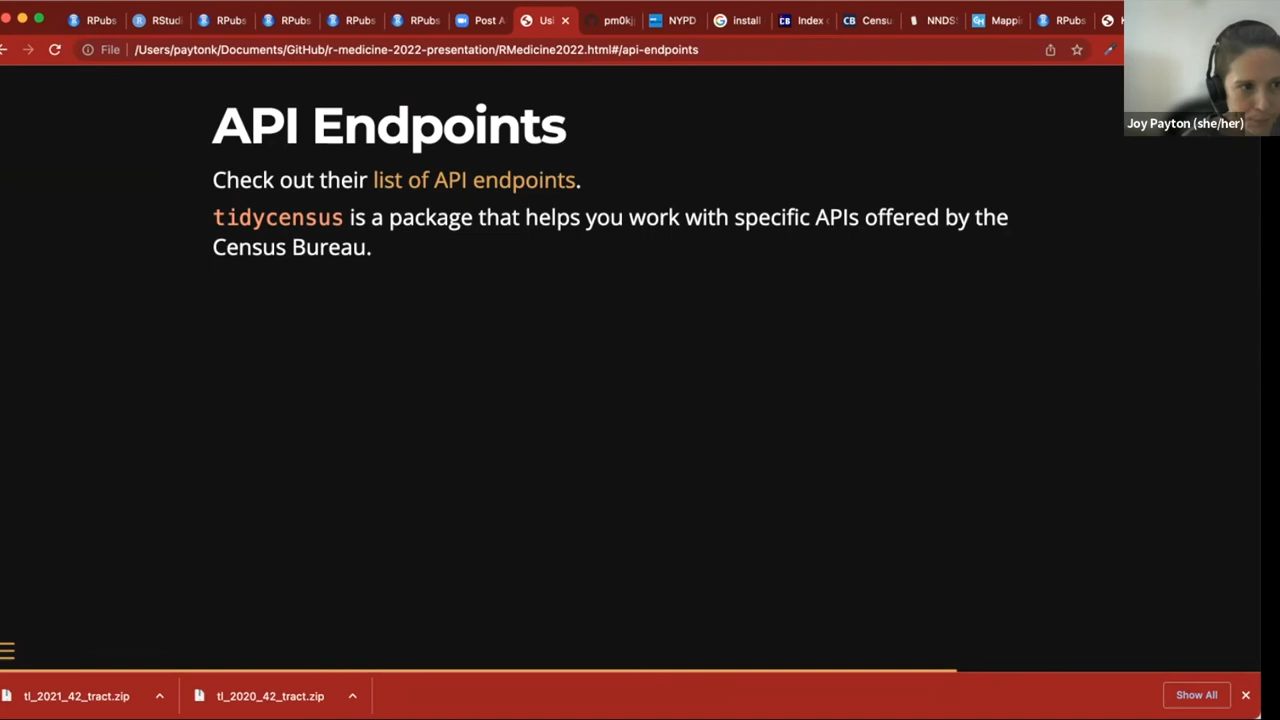 RPubs
RStudi
RPubs
RPubs
RPubs
RPubs
Post A
Usi
pm0kj
NYPD
install
Index
Censu
NNDS
Mappi
RPubs
File
/Users/paytonk/Documents/GitHub/r-medicine-2022-presentation/RMedicine2022.html#/api-endpoints
Joy Payton (she/her)
API Endpoints
Check out their list of API endpoints.
tidycensus is a package that helps you work with specific APIs offered by the
Census Bureau.
tl_2021_42_tract.zip
tl_2020_42_tract.zip
Show All